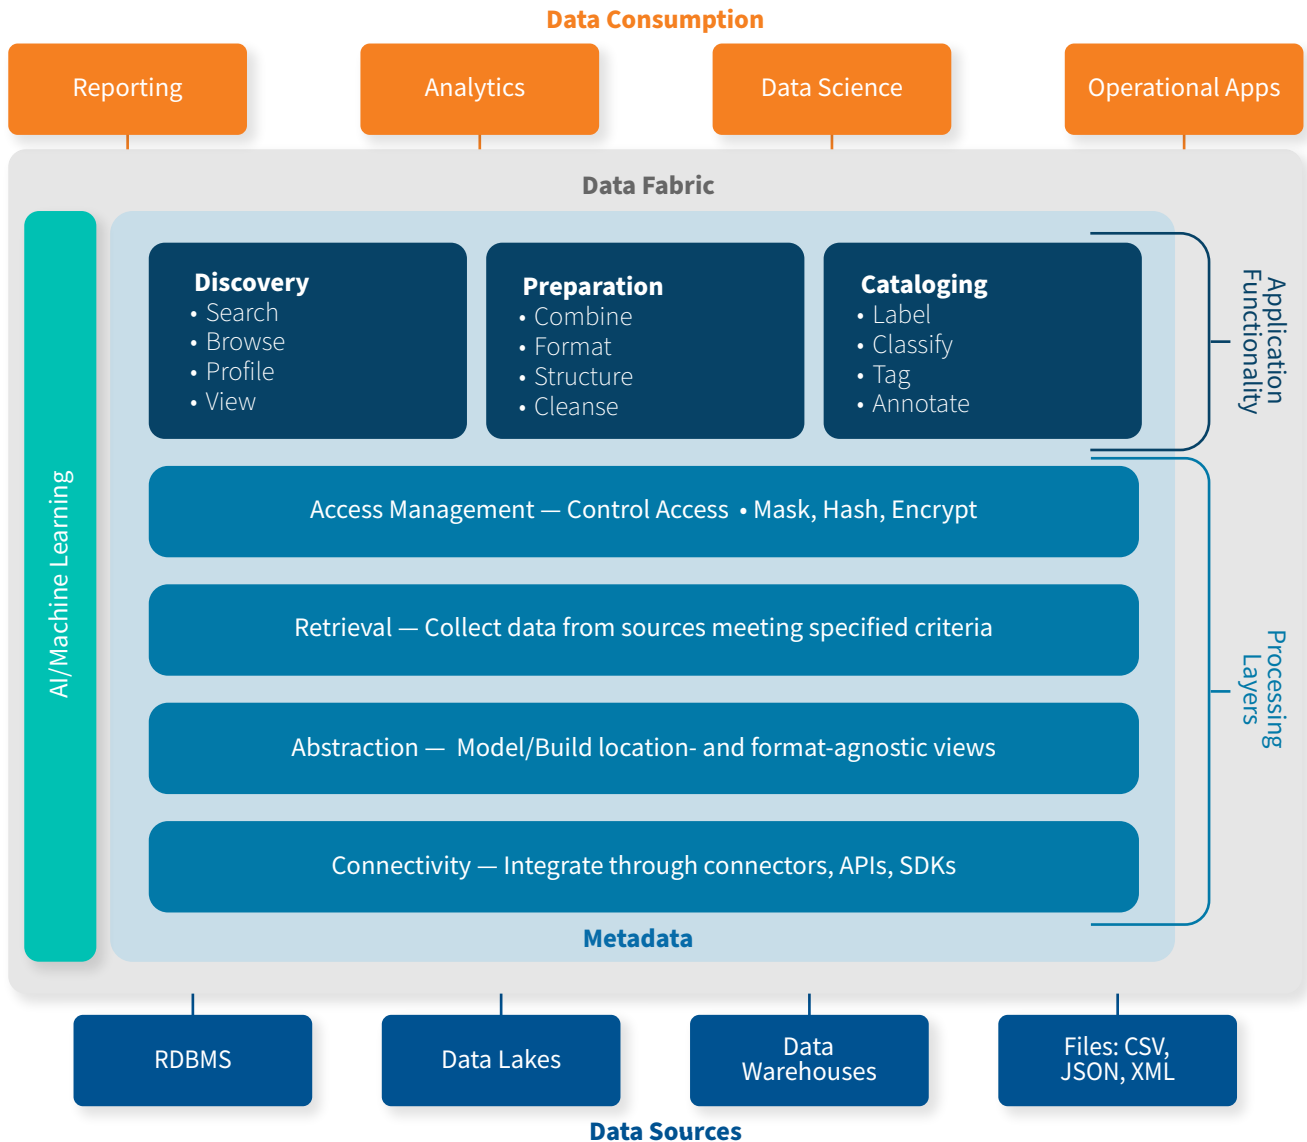 Data Consumption
Reporting
Analytics
Data Science
Operational Apps
Data Fabric
AI/Machine Learning
Discovery
• Search
• Browse
• Profile
• View
Preparation
• Combine
• Format
• Structure
• Cleanse
Cataloging
• Label
• Classify
• Tag
• Annotate
Application
Functionality
Access Management — Control Access • Mask, Hash, Encrypt
Retrieval — Collect data from sources meeting specified criteria
Abstraction — Model/Build location- and format-agnostic views
Connectivity — Integrate through connectors, APIs, SDKs
Processing
Layers
Metadata
RDBMS
Data Lakes
Data
Warehouses
Files: CSV,
JSON, XML
Data Sources